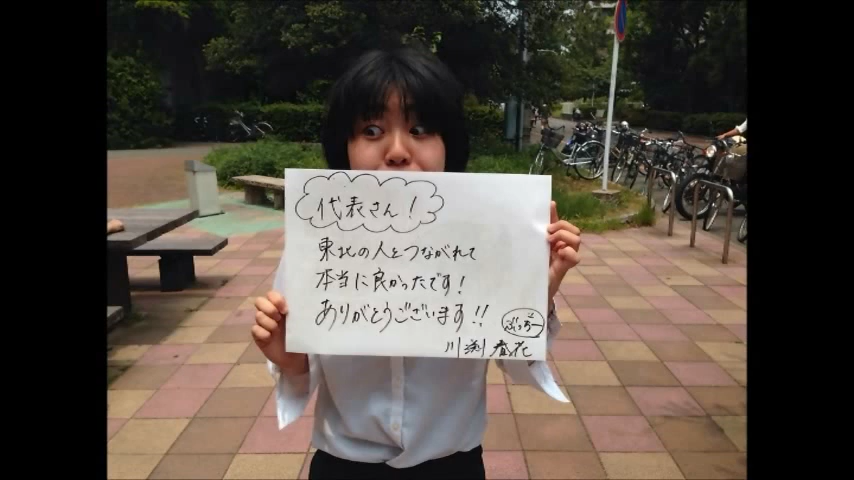 代表さん!
東北の人とつながれて
本当に良かったです!
ありがとうございます!!
ぶっちー
川渕 春花